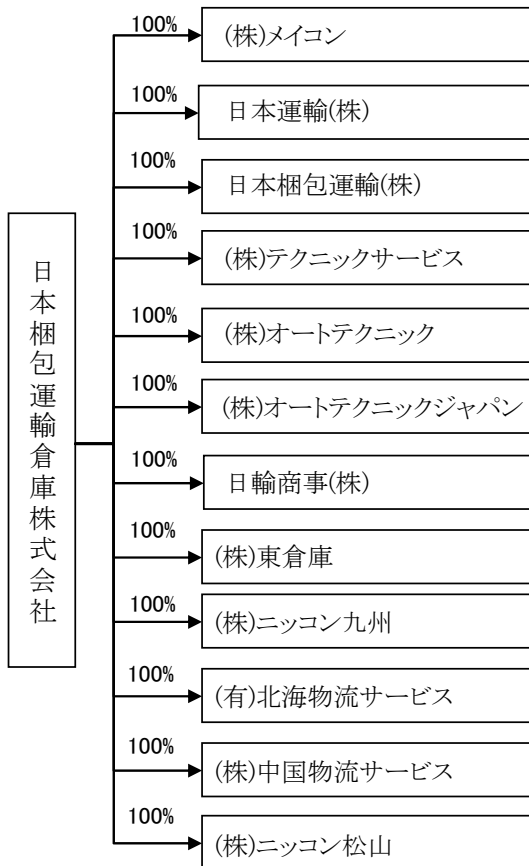 日本梱包運輸倉庫株式会社
100%
(株)メイコン
100%
日本運輸(株)
100%
日本梱包運輸(株)
100%
(株)テクニックサービス
100%
(株)オートテクニック
100%
(株)オートテクニックジャパン
100%
日輸商事(株)
100%
(株)東倉庫
100%
(株)ニッコン九州
100%
(有)北海物流サービス
100%
(株)中国物流サービス
100%
(株)ニッコン松山